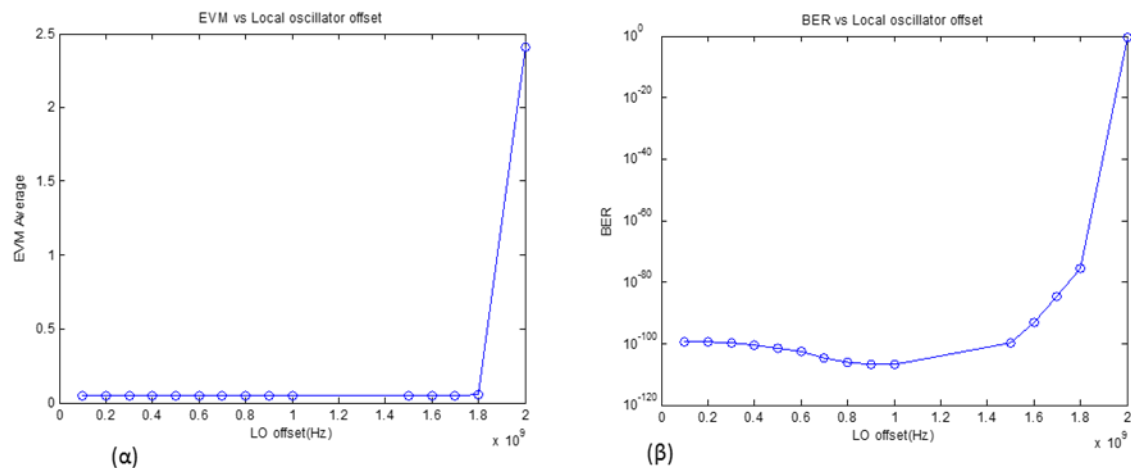 EVM vs Local oscillator offset
2.5
2
1.5
1
0.5
0
EVM Average
0 0.2 0.4 0.6 0.8 1 1.2 1.4 1.6 1.8 2
LO offset(Hz)
x 10^9
(α)
BER vs Local oscillator offset
10^0
10^-20
10^-40
10^-60
10^-80
10^-100
10^-120
BER
0 0.2 0.4 0.6 0.8 1 1.2 1.4 1.6 1.8 2
LO offset(Hz)
x 10^9
(β)